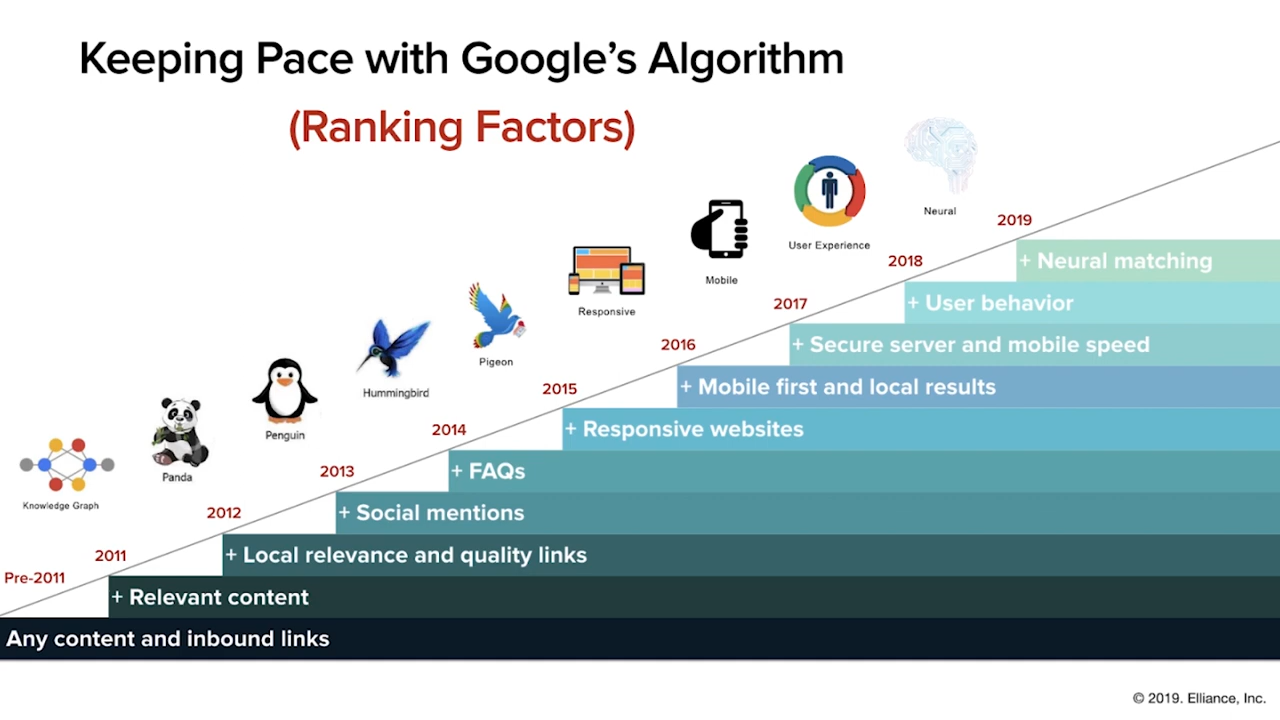 Keeping Pace with Google’s Algorithm
(Ranking Factors)
Neural
2019
User Experience
+ Neural matching
2018
Mobile
+ User behavior
2017
Responsive
+ Secure server and mobile speed
2016
Pigeon
+ Mobile first and local results
2015
Hummingbird
+ Responsive websites
2014
Penguin
+ FAQs
2013
Panda
+ Social mentions
2012
Knowledge Graph
+ Local relevance and quality links
2011
Pre-2011
+ Relevant content
Any content and inbound links
© 2019. Elliance, Inc.